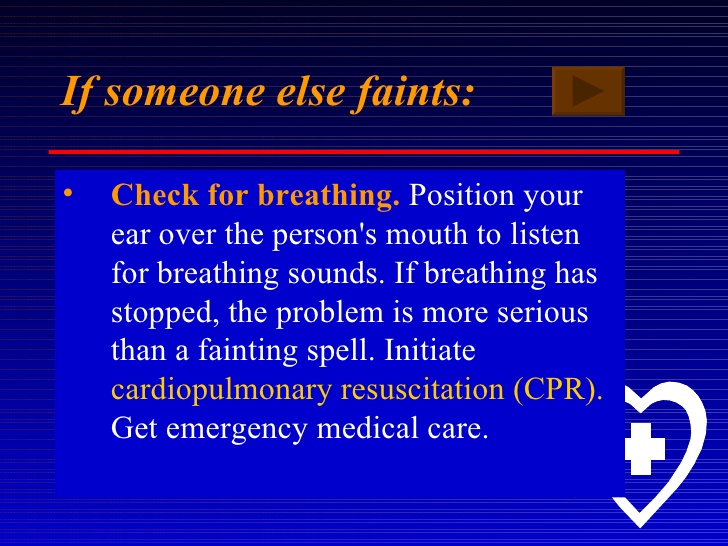 If someone else faints:
• Check for breathing. Position your
ear over the person's mouth to listen
for breathing sounds. If breathing has
stopped, the problem is more serious
than a fainting spell. Initiate
cardiopulmonary resuscitation (CPR).
Get emergency medical care.